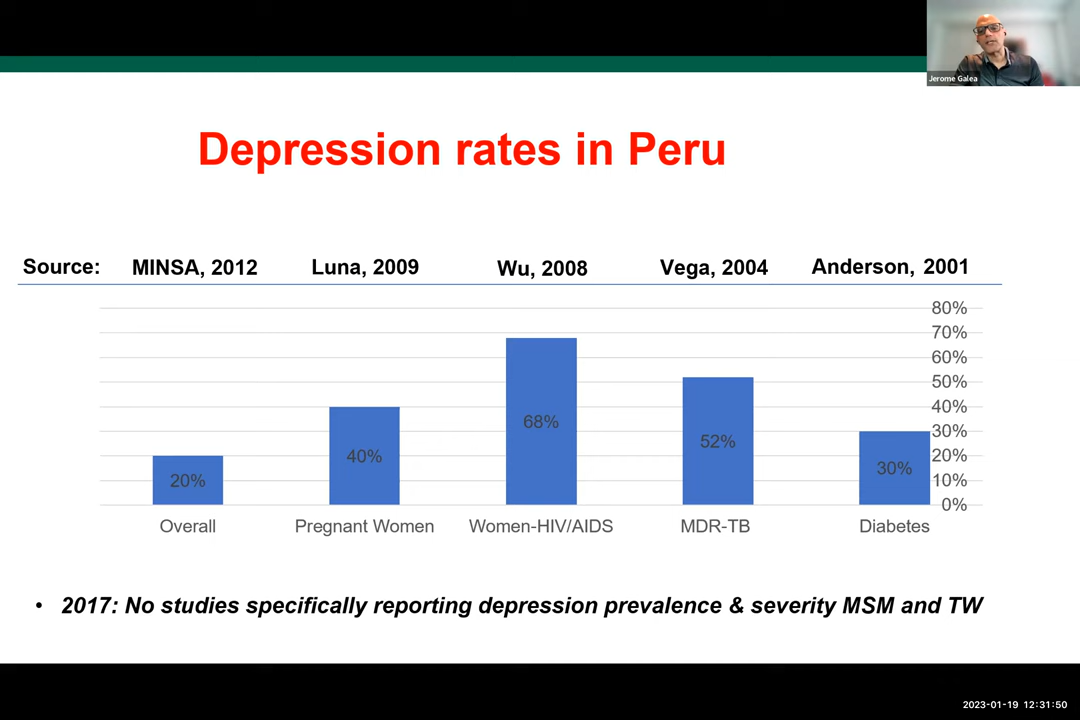 Jerome Galea
Depression rates in Peru
Source: MINSA, 2012 Luna, 2009 Wu, 2008 Vega, 2004 Anderson, 2001
80%
70%
60%
50%
40%
30%
20%
10%
0%
20% 40% 68% 52% 30%
Overall Pregnant Women Women-HIV/AIDS MDR-TB Diabetes
• 2017: No studies specifically reporting depression prevalence & severity MSM and TW
2023-01-19 12:31:50